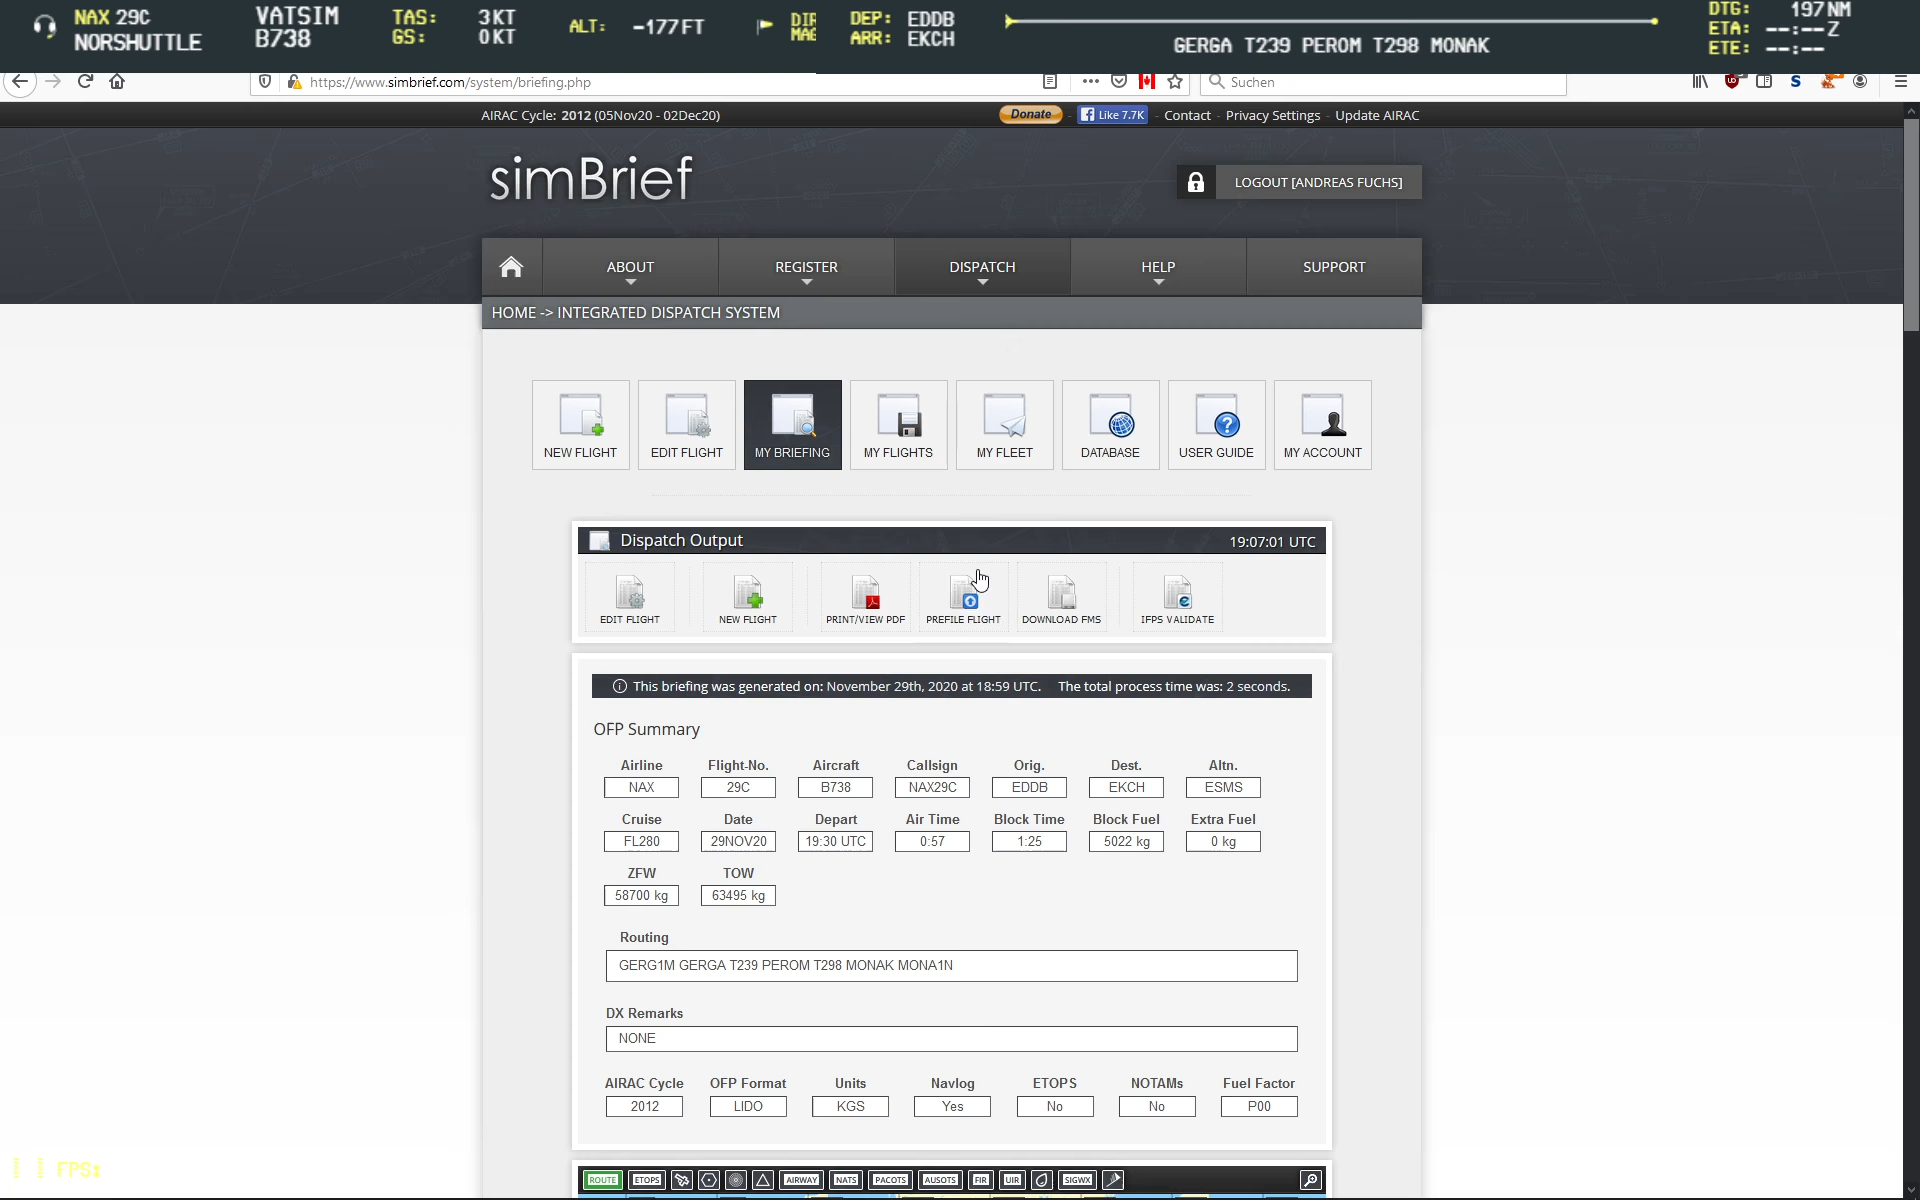 NAX 29C VATSIM TAS: 3KT ALT: -177FT DIR DEP: EDDB DTG: 197NM
NORSHUTTLE B738 GS: 0KT MAG ARR: EKCH GERGA T239 PEROM T298 MONAK ETA: --:--Z
ETE: --:--
https://www.simbrief.com/system/briefing.php
Suchen
AIRAC Cycle: 2012 (05Nov20 - 02Dec20) Donate - Like 7.7K - Contact - Privacy Settings - Update AIRAC
simBrief
LOGOUT [ANDREAS FUCHS]
ABOUT REGISTER DISPATCH HELP SUPPORT
HOME -> INTEGRATED DISPATCH SYSTEM
NEW FLIGHT EDIT FLIGHT MY BRIEFING MY FLIGHTS MY FLEET DATABASE USER GUIDE MY ACCOUNT
Dispatch Output 19:07:01 UTC
EDIT FLIGHT NEW FLIGHT PRINT/VIEW PDF PREFILE FLIGHT DOWNLOAD FMS IFPS VALIDATE
This briefing was generated on: November 29th, 2020 at 18:59 UTC. The total process time was: 2 seconds.
OFP Summary
Airline Flight-No. Aircraft Callsign Orig. Dest. Altn.
NAX 29C B738 NAX29C EDDB EKCH ESMS
Cruise Date Depart Air Time Block Time Block Fuel Extra Fuel
FL280 29NOV20 19:30 UTC 0:57 1:25 5022 kg 0 kg
ZFW TOW
58700 kg 63495 kg
Routing
GERG1M GERGA T239 PEROM T298 MONAK MONA1N
DX Remarks
NONE
AIRAC Cycle OFP Format Units Navlog ETOPS NOTAMs Fuel Factor
2012 LIDO KGS Yes No No P00
FPS:
ROUTE ETOPS AIRWAY NATS PACOTS AUSOTS FIR UIR SIGWX